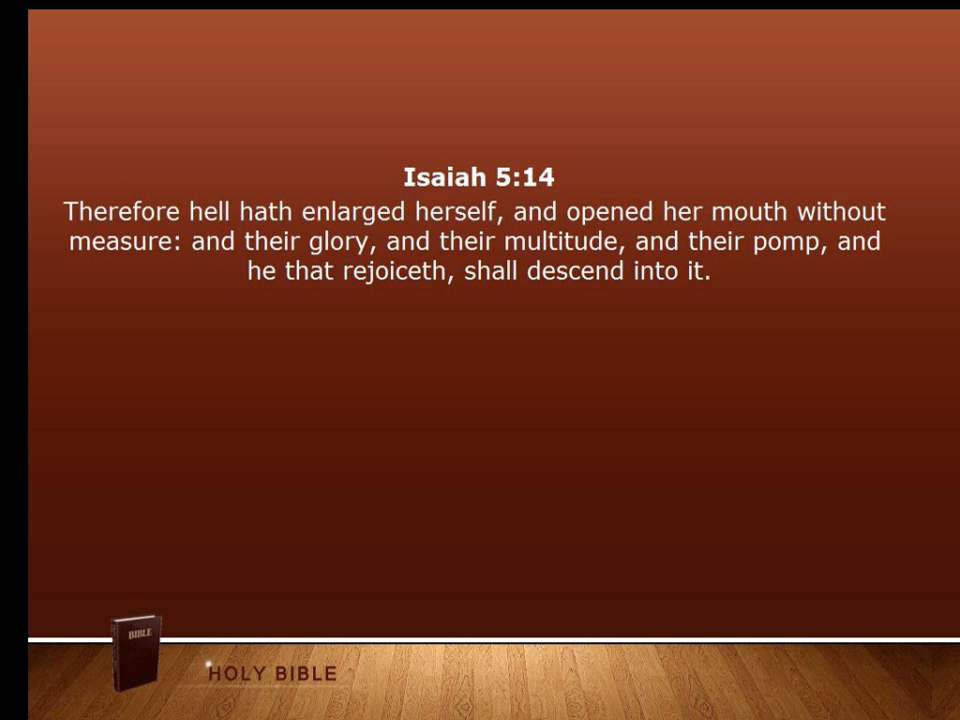 Isaiah 5:14
Therefore hell hath enlarged herself, and opened her mouth without
measure: and their glory, and their multitude, and their pomp, and
he that rejoiceth, shall descend into it.
BIBLE
HOLY BIBLE